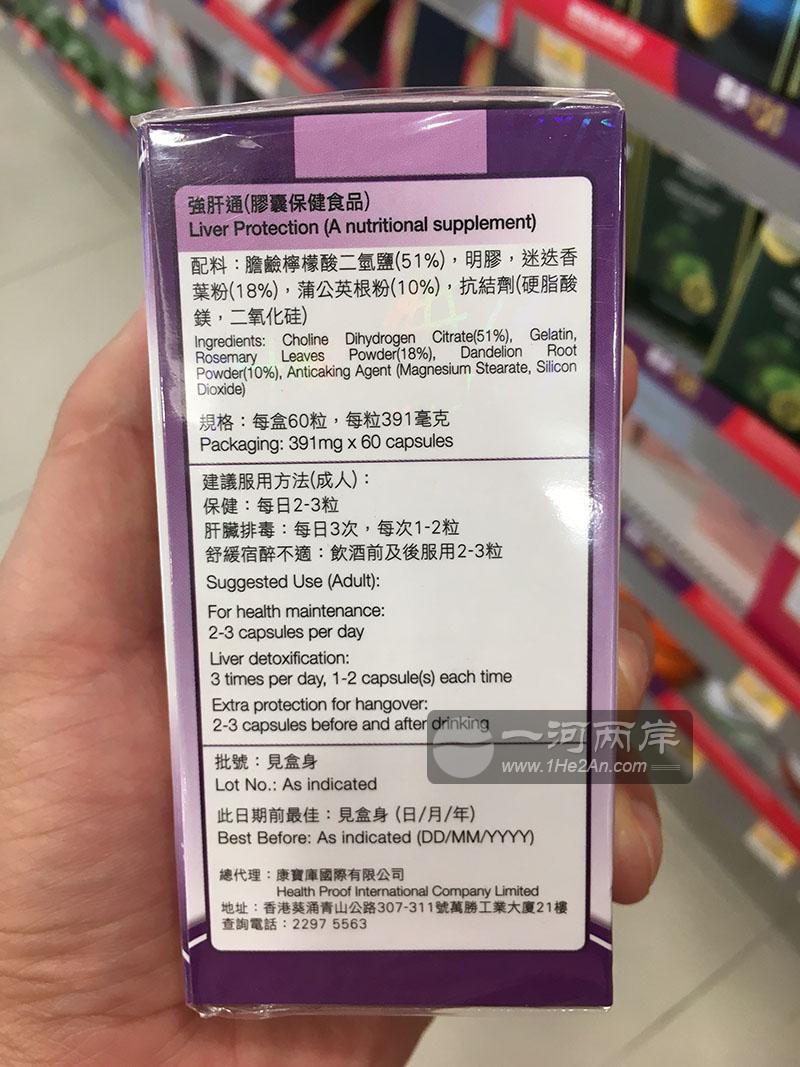 強肝通(膠囊保健食品)
Liver Protection (A nutritional supplement)
配料：膽鹼檸檬酸二氫鹽(51%)，明膠，迷迭香
葉粉(18%)，蒲公英根粉(10%)，抗結劑(硬脂酸
鎂，二氧化硅)
Ingredients: Choline Dihydrogen Citrate(51%), Gelatin,
Rosemary Leaves Powder(18%), Dandelion Root
Powder(10%), Anticaking Agent (Magnesium Stearate, Silicon
Dioxide)
規格：每盒60粒，每粒391毫克
Packaging: 391mg x 60 capsules
建議服用方法(成人)：
保健：每日2-3粒
肝臟排毒：每日3次，每次1-2粒
舒緩宿醉不適：飲酒前及後服用2-3粒
Suggested Use (Adult):
For health maintenance:
2-3 capsules per day
Liver detoxification:
3 times per day, 1-2 capsule(s) each time
Extra protection for hangover:
2-3 capsules before and after drinking
一河两岸
www.1He2An.com
批號：見盒身
Lot No.: As indicated
此日期前最佳：見盒身 (日/月/年)
Best Before: As indicated (DD/MM/YYYY)
總代理：康寶庫國際有限公司
Health Proof International Company Limited
地址：香港葵涌青山公路307-311號萬勝工業大廈21樓
查詢電話：2297 5563